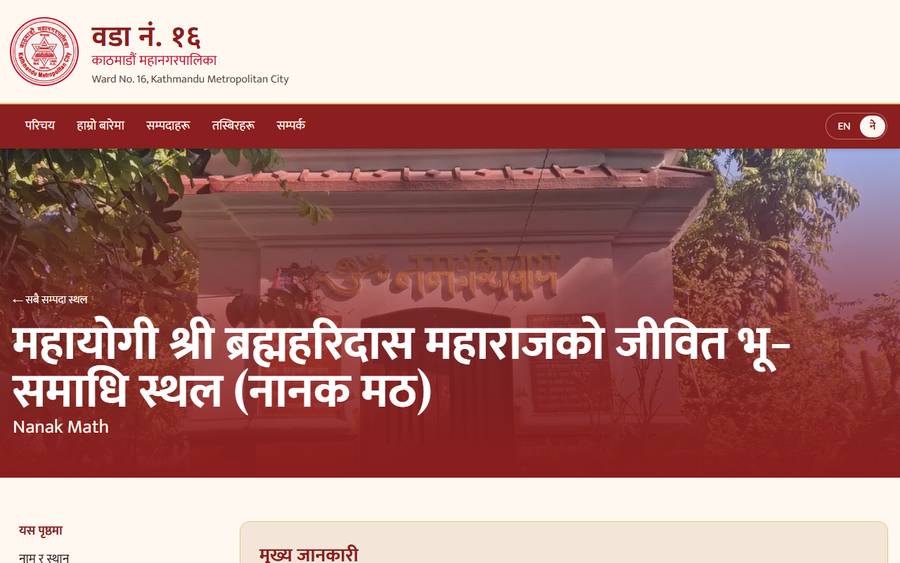 वडा नं. १६
काठमाडौं महानगरपालिका
Ward No. 16, Kathmandu Metropolitan City
परिचय हाम्रो बारेमा सम्पदाहरू तस्बिरहरू सम्पर्क EN ने
ॐ नमः शिवाय
← सबै सम्पदा स्थल
महायोगी श्री ब्रह्महरिदास महाराजको जीवित भू-
समाधि स्थल (नानक मठ)
Nanak Math
यस पृष्ठमा
मुख्य जानकारी
नाम र स्थान